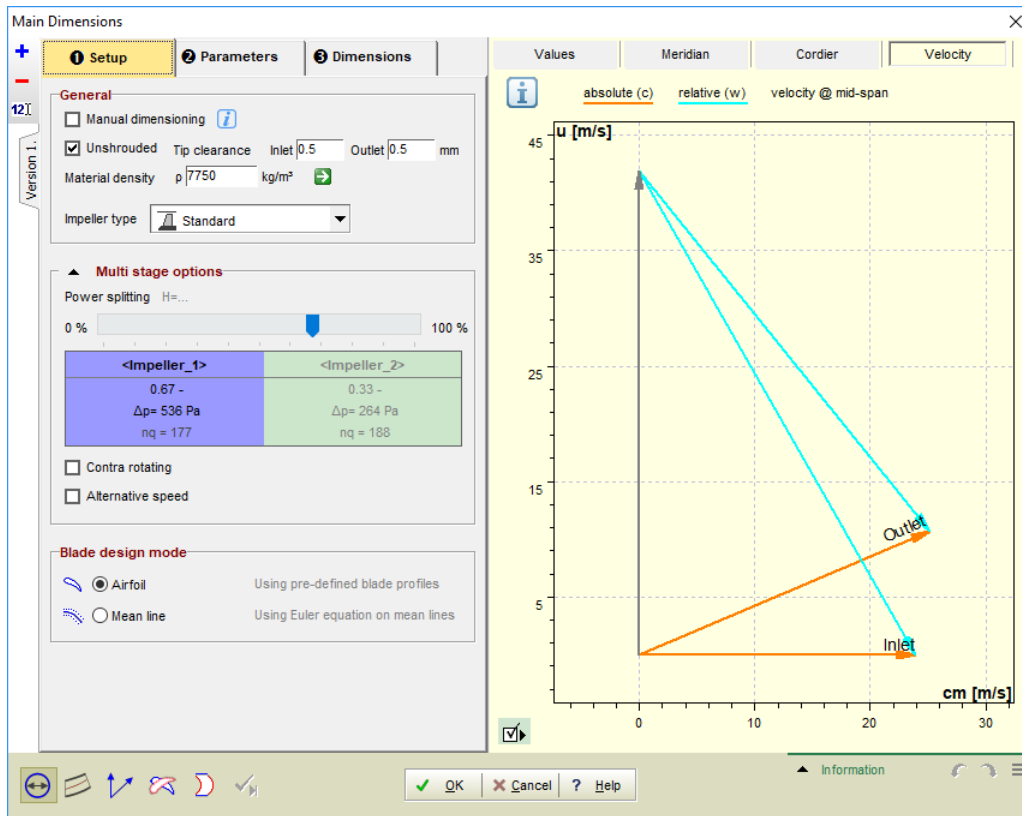 Main Dimensions
1 Setup
2 Parameters
3 Dimensions
Values
Meridian
Cordier
Velocity
12
Version 1.
General
Manual dimensioning
Unshrouded Tip clearance Inlet 0.5 Outlet 0.5 mm
Material density ρ 7750 kg/m³
Impeller type Standard
Multi stage options
Power splitting H=...
0 % 100 %
<Impeller_1> <Impeller_2>
0.67 - 0.33 -
Δp= 536 Pa Δp= 264 Pa
nq = 177 nq = 188
Contra rotating
Alternative speed
Blade design mode
Airfoil Using pre-defined blade profiles
Mean line Using Euler equation on mean lines
absolute (c) relative (w) velocity @ mid-span
u [m/s]
45
35
25
15
5
Outlet
Inlet
cm [m/s]
0 10 20 30
OK Cancel ? Help
Information